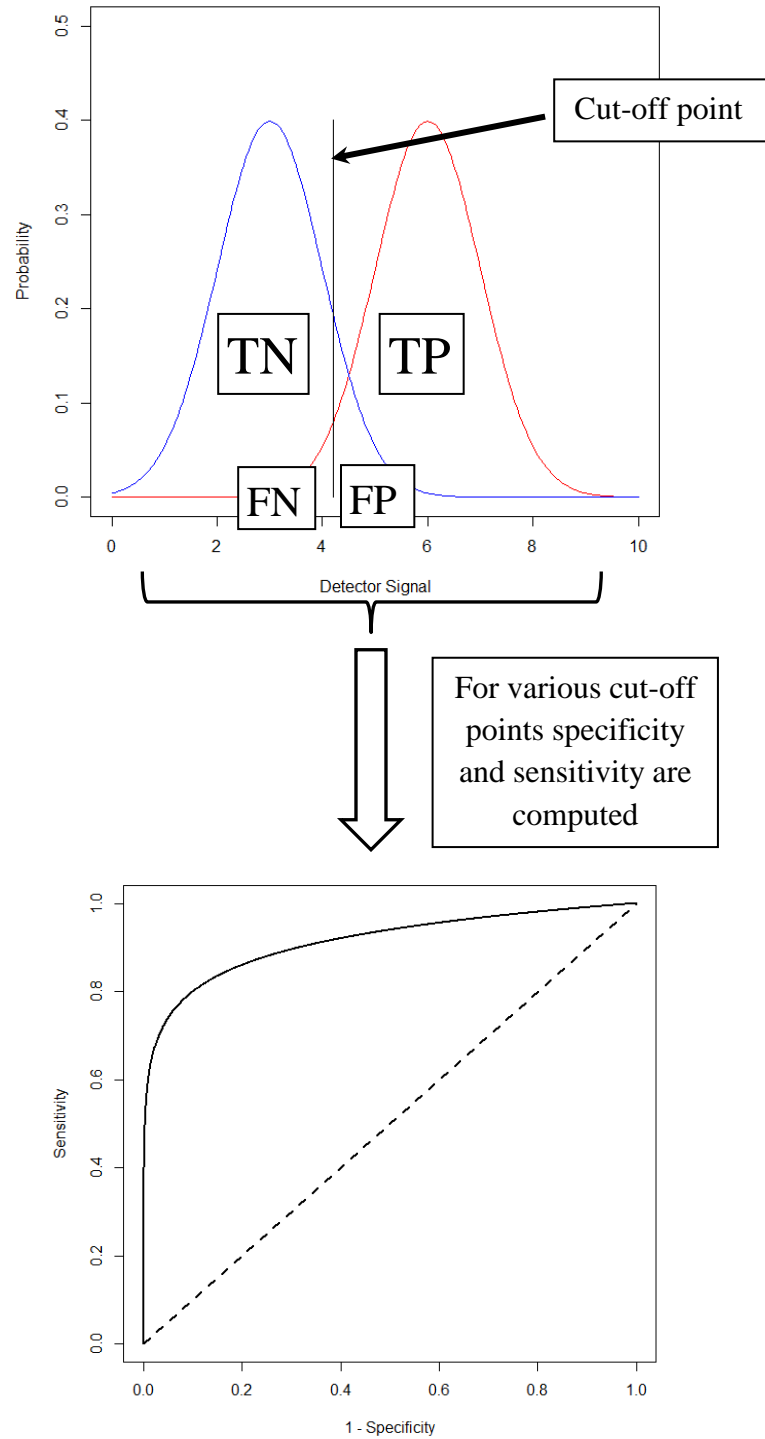 0.5
0.4
0.3
0.2
0.1
0.0
Probability
Cut-off point
TN
TP
FN
FP
0 2 4 6 8 10
Detector Signal
For various cut-off
points specificity
and sensitivity are
computed
1.0
0.8
0.6
0.4
0.2
0.0
Sensitivity
0.0 0.2 0.4 0.6 0.8 1.0
1 - Specificity